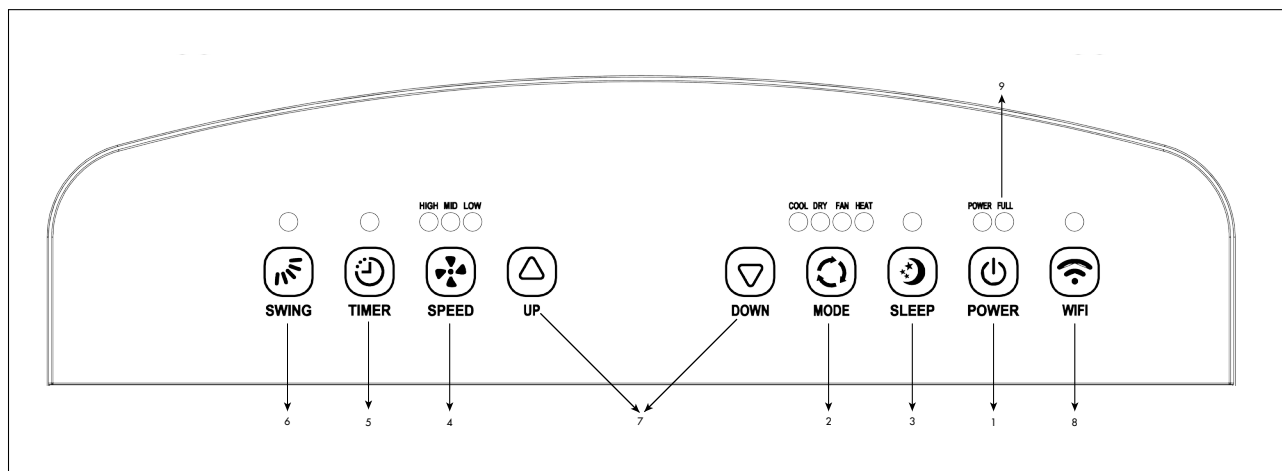 9
HIGH MID LOW
COOL DRY FAN HEAT
POWER FULL
SWING TIMER SPEED UP DOWN MODE SLEEP POWER WIFI
6 5 4 7 2 3 1 8